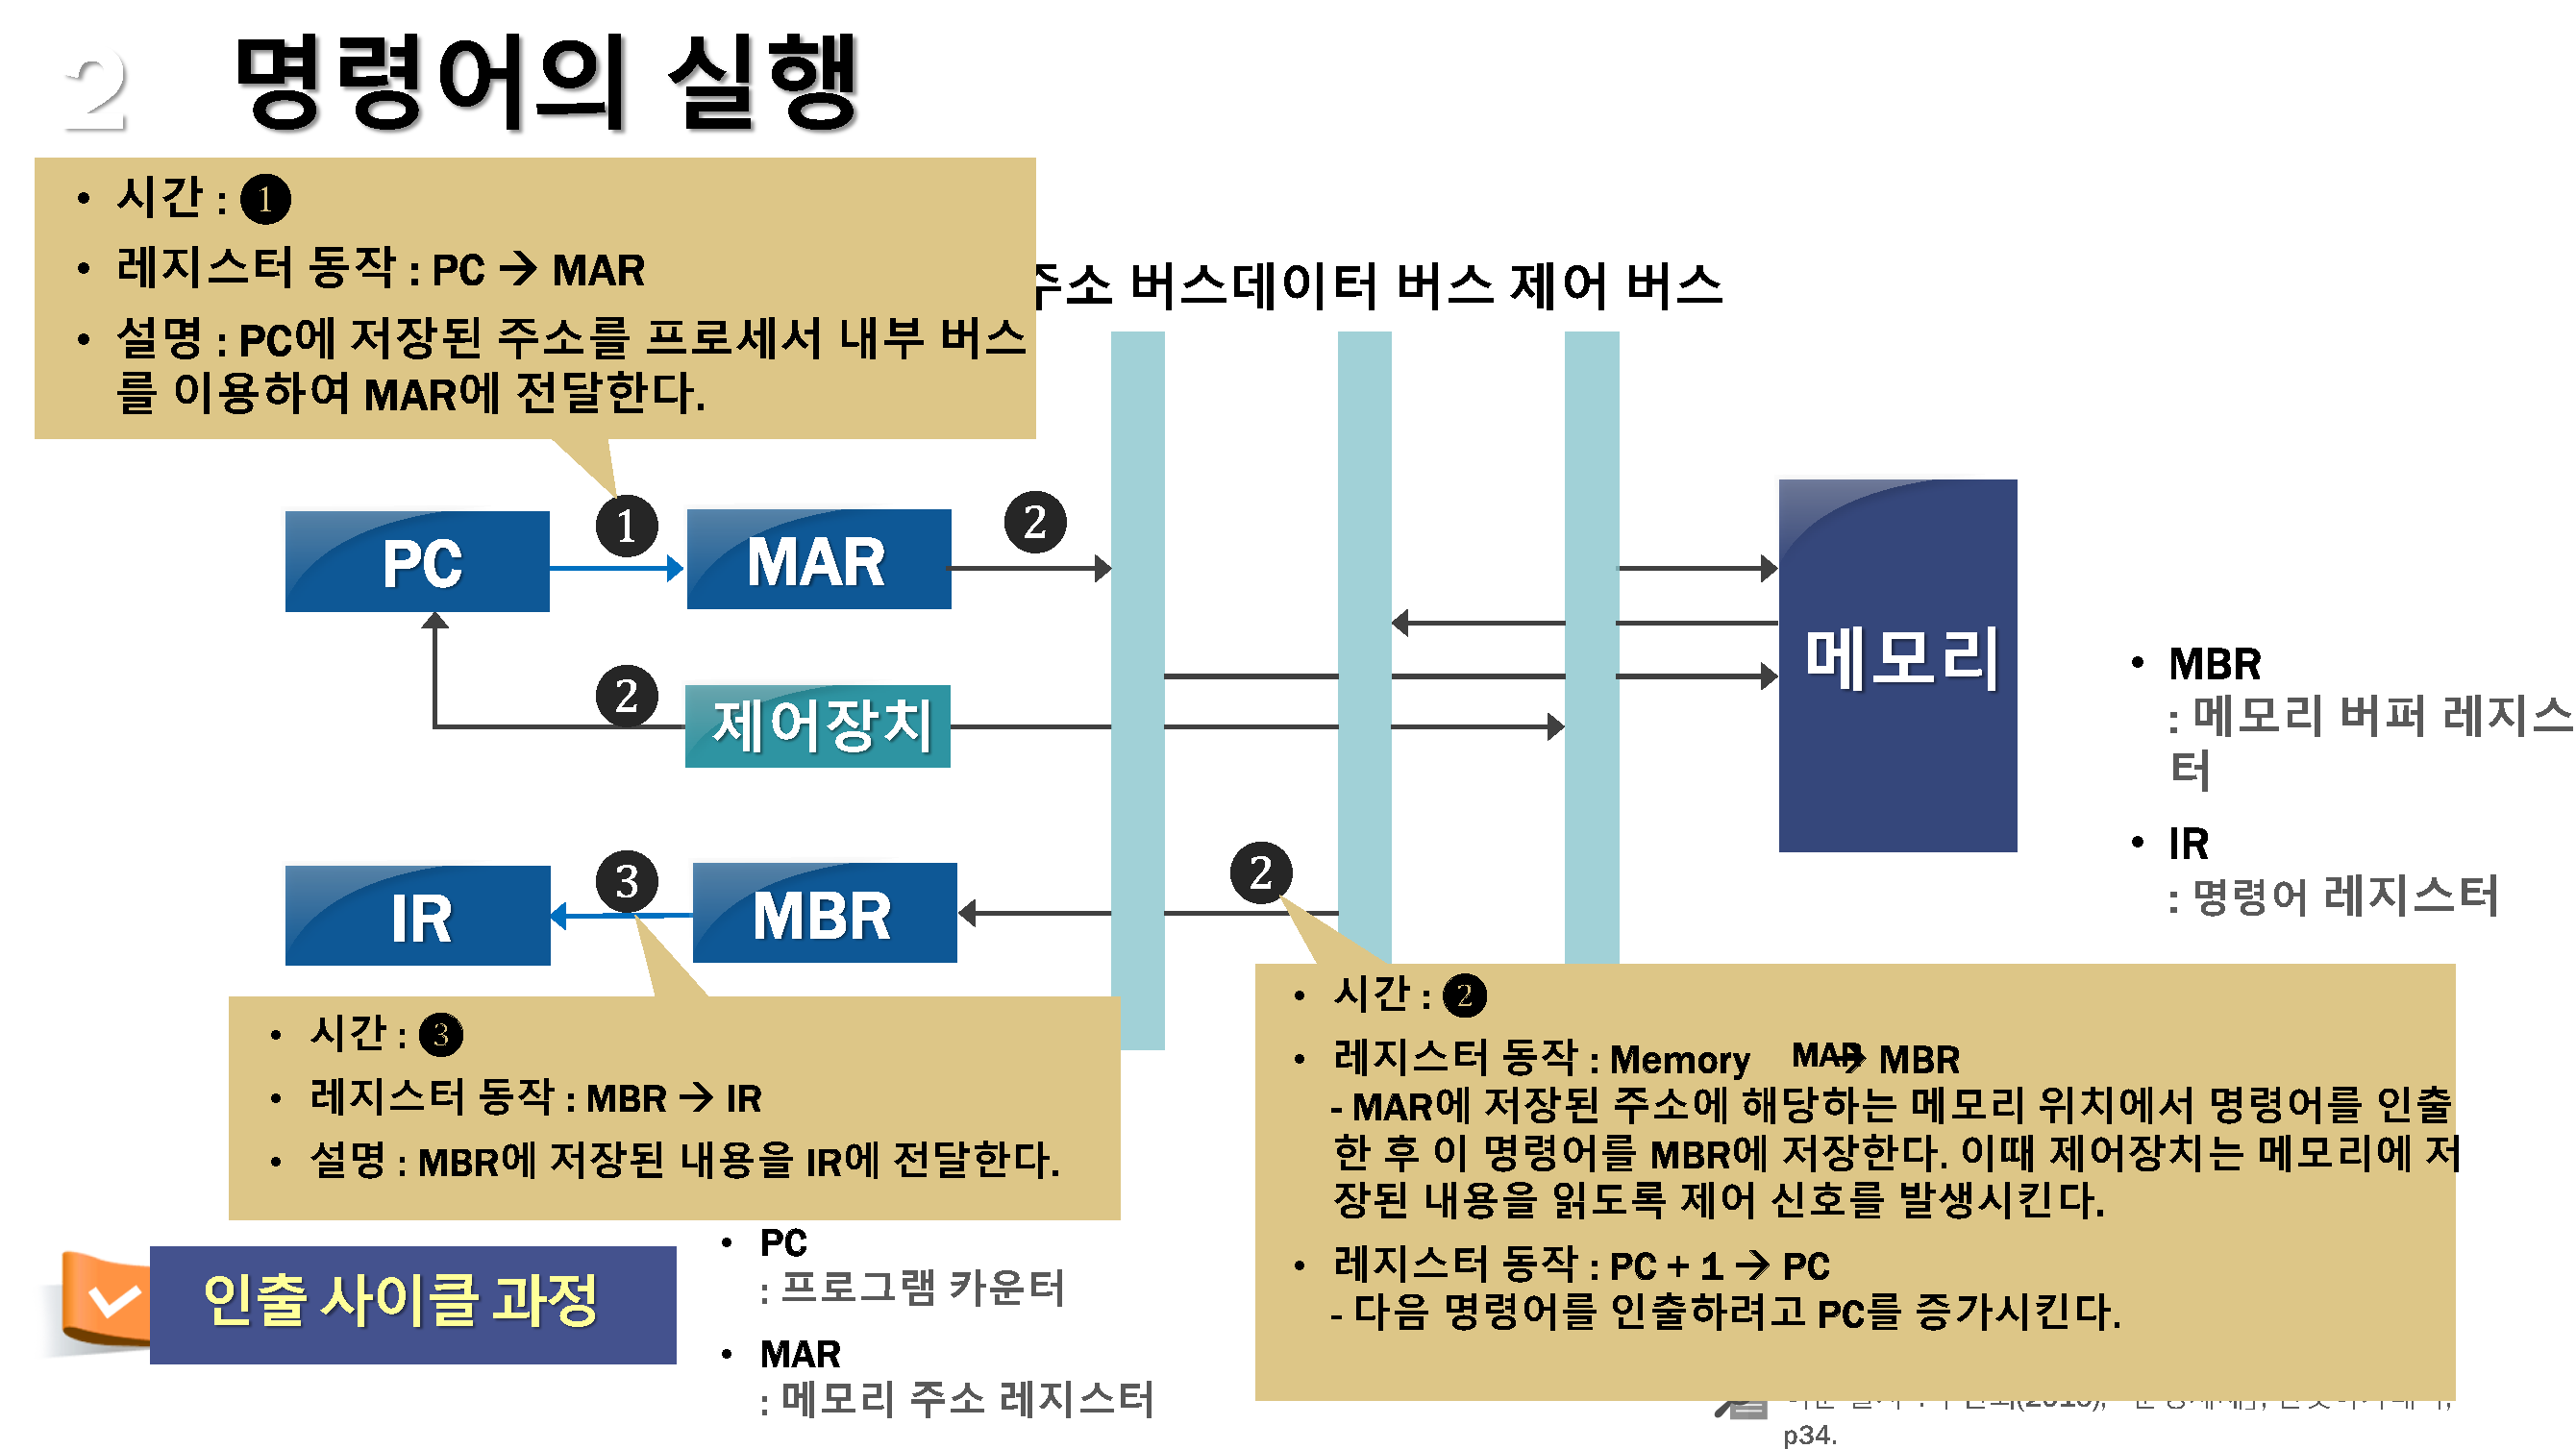 2 명령어의 실행
• 시간 : ❶
• 레지스터 동작 : PC → MAR
• 설명 : PC에 저장된 주소를 프로세서 내부 버스
를 이용하여 MAR에 전달한다.
주소 버스데이터 버스 제어 버스
❶
❷
PC
MAR
메모리
❷
제어장치
• MBR
: 메모리 버퍼 레지스
터
• IR
: 명령어 레지스터
❸
❷
IR
MBR
• 시간 : ❸
• 레지스터 동작 : MBR → IR
• 설명 : MBR에 저장된 내용을 IR에 전달한다.
• 시간 : ❷
• 레지스터 동작 : Memory MAR → MBR
- MAR에 저장된 주소에 해당하는 메모리 위치에서 명령어를 인출
한 후 이 명령어를 MBR에 저장한다. 이때 제어장치는 메모리에 저
장된 내용을 읽도록 제어 신호를 발생시킨다.
• 레지스터 동작 : PC + 1 → PC
- 다음 명령어를 인출하려고 PC를 증가시킨다.
인출 사이클 과정
• PC
: 프로그램 카운터
• MAR
: 메모리 주소 레지스터
p34.